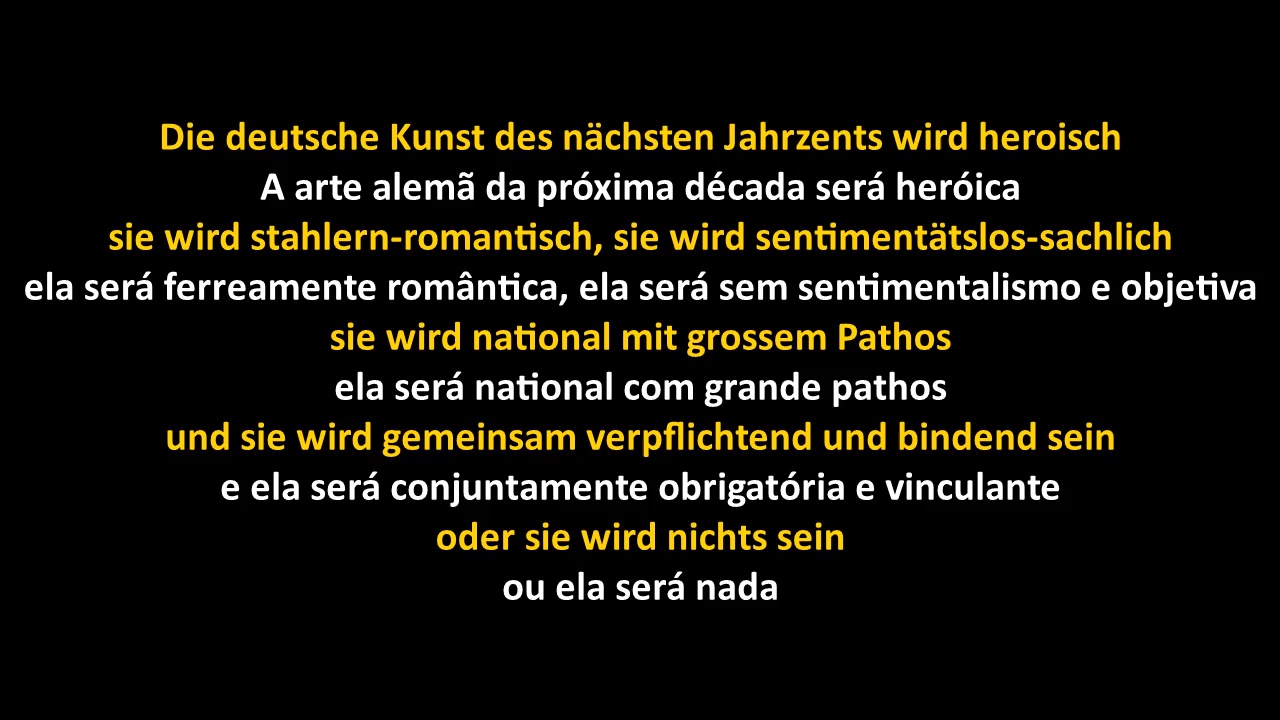 Die deutsche Kunst des nächsten Jahrzents wird heroisch
A arte alemã da próxima década será heróica
sie wird stahlern-romantisch, sie wird sentimentätslos-sachlich
ela será ferreamente romântica, ela será sem sentimentalismo e objetiva
sie wird national mit grossem Pathos
ela será national com grande pathos
und sie wird gemeinsam verpflichtend und bindend sein
e ela será conjuntamente obrigatória e vinculante
oder sie wird nichts sein
ou ela será nada